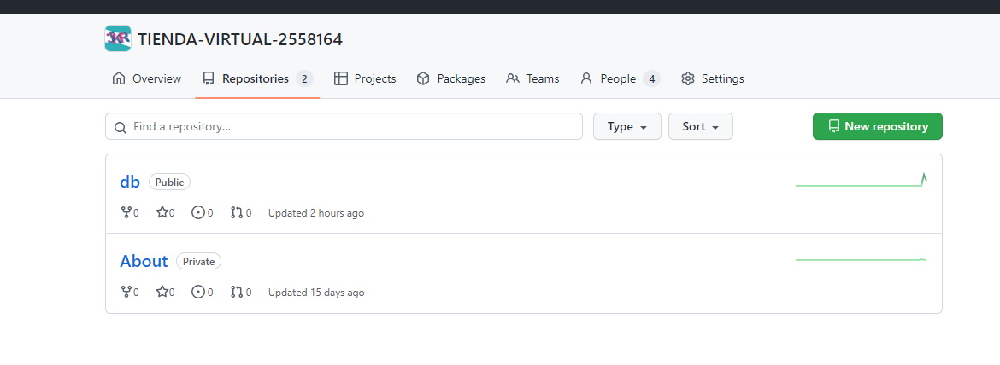 JKR TIENDA-VIRTUAL-2558164
Overview Repositories 2 Projects Packages Teams People 4 Settings
Find a repository... Type Sort New repository
db Public
0 0 0 0 Updated 2 hours ago
About Private
0 0 0 0 Updated 15 days ago